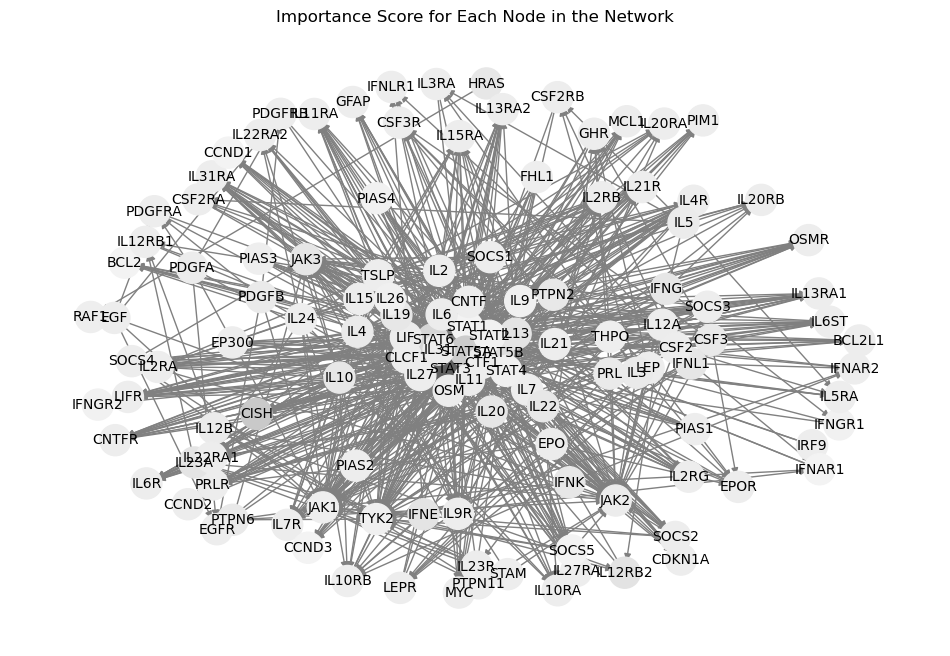 Importance Score for Each Node in the Network
IFNLR1
IL3RA
HRAS
GFAP
CSF2RB
IL11RA
IL13RA2
CSF3R
MCL1
IL20RA
PIM1
IL22RA2
IL15RA
GHR
CCND1
IL31RA
FHL1
IL21R
CSF2RA
PIAS4
IL2RB
IL4R
IL20RB
PDGFRA
IL5
IL12RB1
OSMR
BCL2
PDGFA
PIAS3
JAK3
SOCS1
TSLP
IL2
IFNG
IL13RA1
PDGFB
IL15
IL26
CNTF
IL9
PTPN2
SOCS3
RAF1
EGF
IL24
IL19
IL6
IL12A
IL6ST
IL4
STAT1
EP300
LIF
STAT6
IL13
IL21
THPO
CSF2
CSF3
BCL2L1
SOCS4
IL2RA
CLCF1
STAT5B
CTF1
STAT3
STAT4
IFNL1
IFNAR2
IL10
IL27
IL11
PRL
LIFR
OSM
IL7
IL5RA
IFNGR2
CISH
IL20
IL22
CNTFR
IL12B
EPO
PIAS1
IFNGR1
IRF9
IL22RA1
IL23A
PIAS2
IL6R
PRLR
IFNK
IL2RG
EPOR
IFNAR1
CCND2
JAK1
JAK2
PTPN6
TYK2
IFNE
IL9R
EGFR
IL7R
SOCS2
CCND3
SOCS5
CDKN1A
IL10RB
IL23R
STAM
IL27RA
IL12RB2
LEPR
PTPN11
MYC
IL10RA